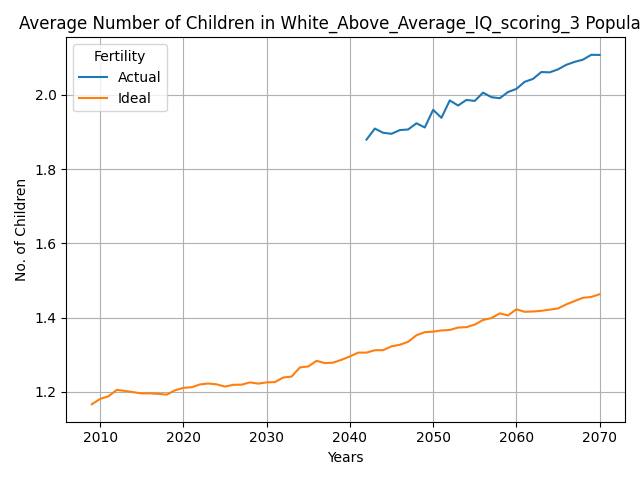 Average Number of Children in White_Above_Average_IQ_scoring_3 Popula
Fertility
Actual
Ideal
No. of Children
2.0
1.8
1.6
1.4
1.2
2010 2020 2030 2040 2050 2060 2070
Years